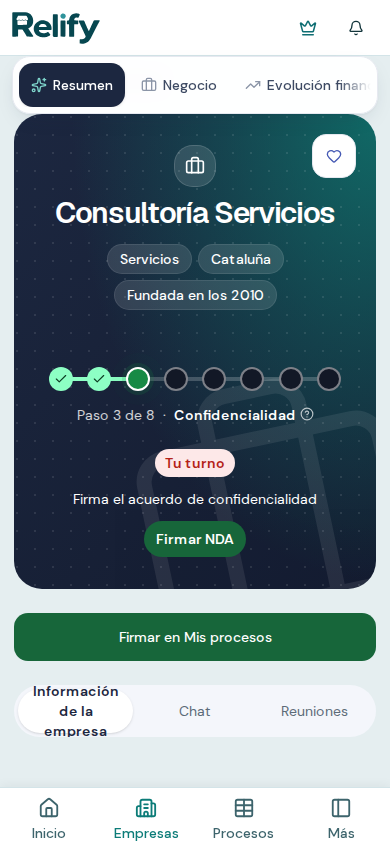 Relify
Resumen
Negocio
Evolución finan
Consultoría Servicios
Servicios
Cataluña
Fundada en los 2010
Paso 3 de 8 · Confidencialidad
Tu turno
Firma el acuerdo de confidencialidad
Firmar NDA
Firmar en Mis procesos
Información
de la
empresa
Chat
Reuniones
Inicio
Empresas
Procesos
Más